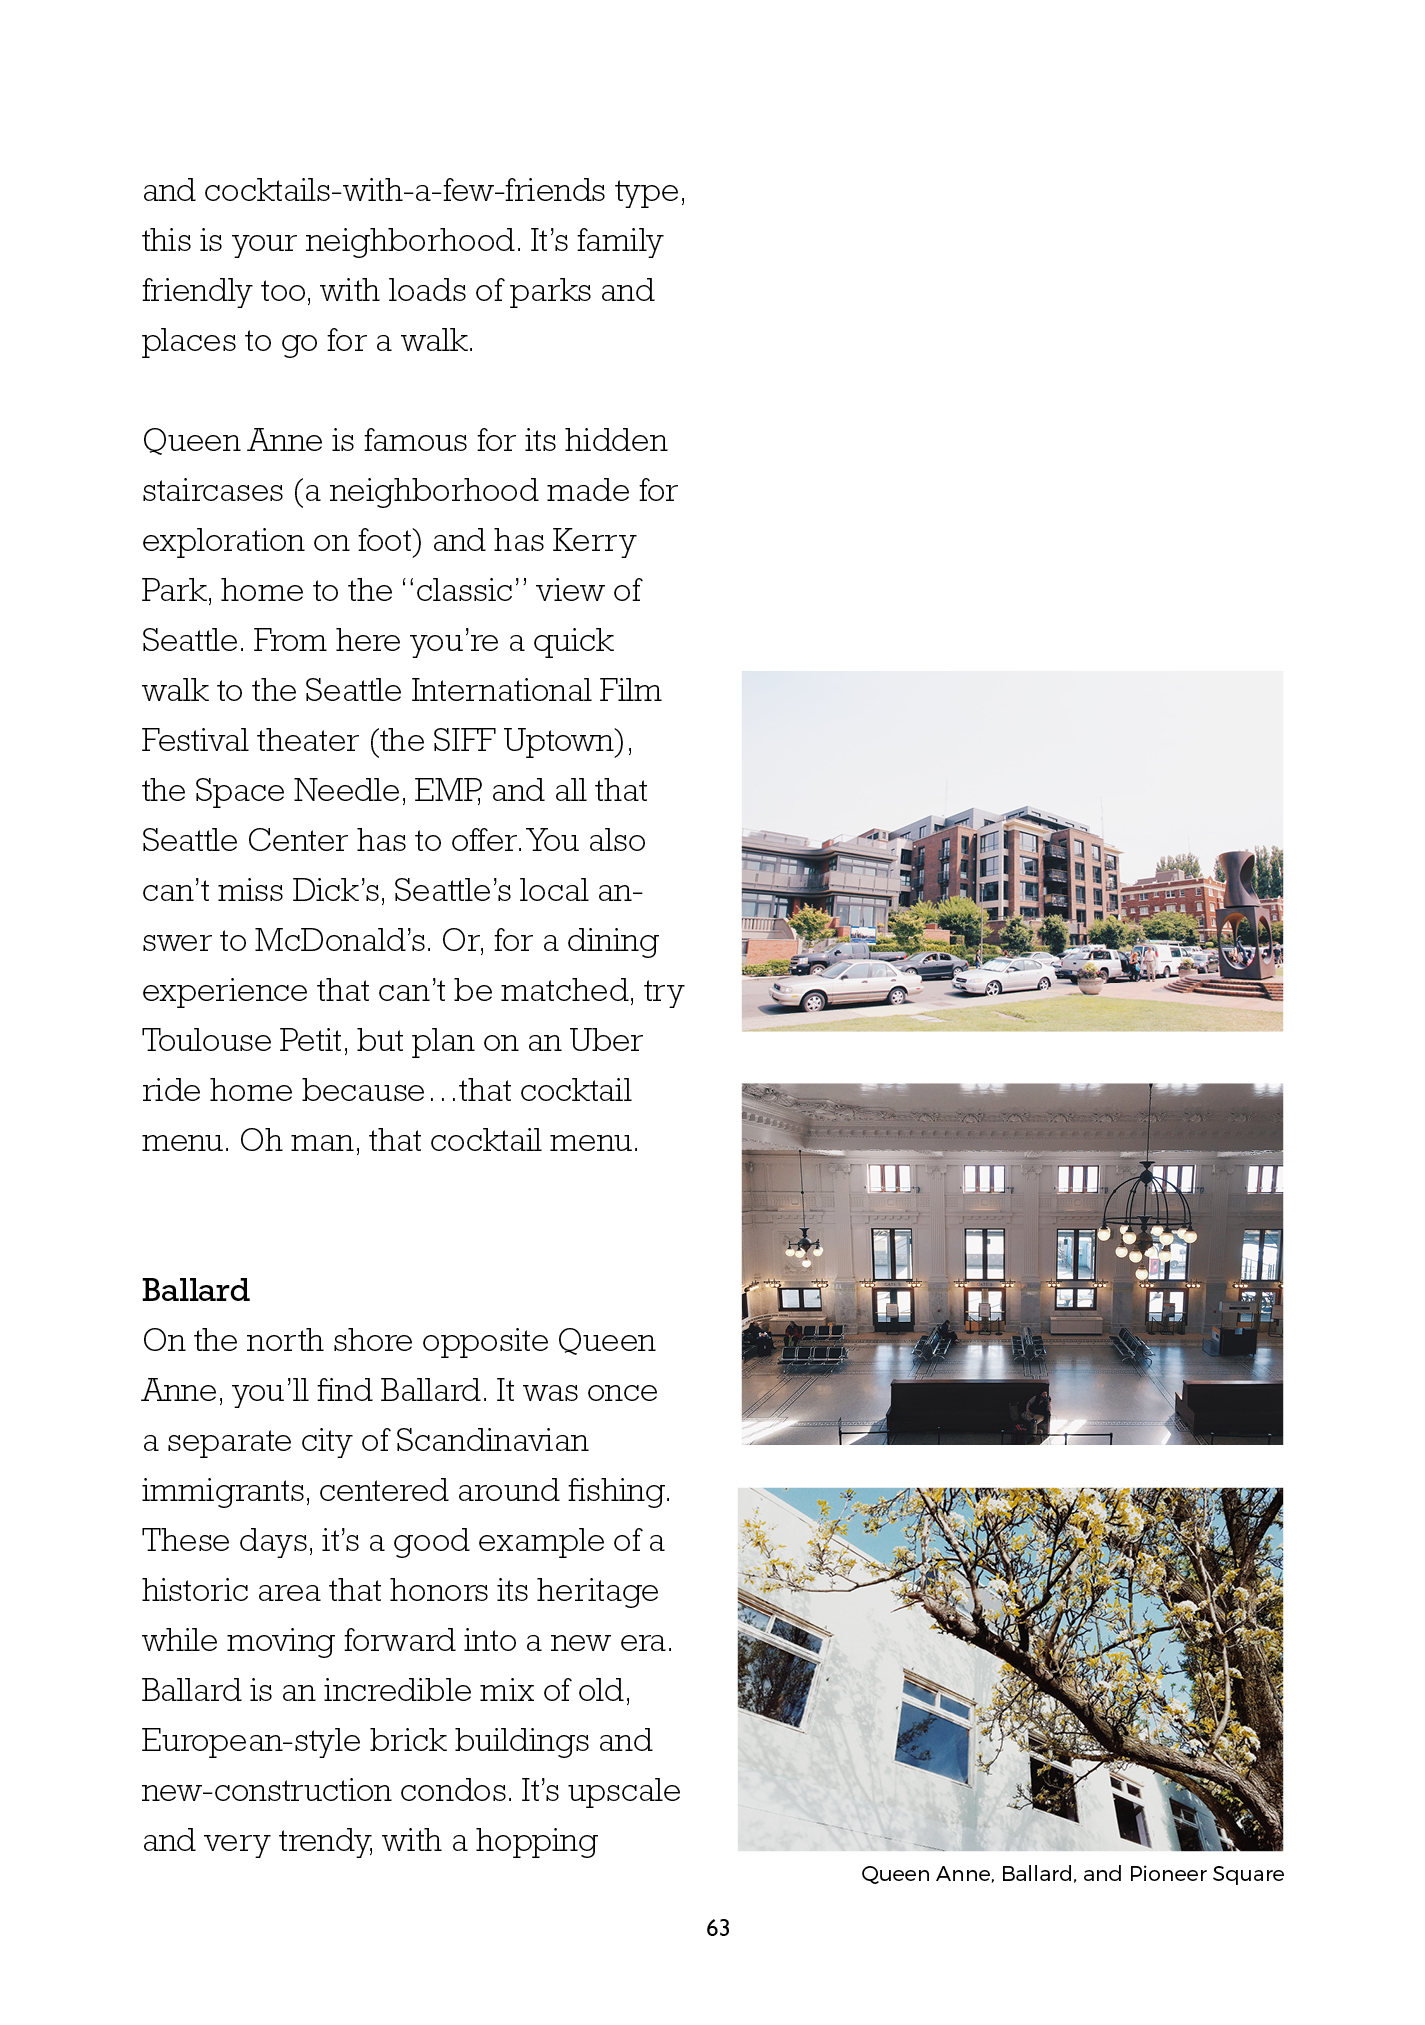 and cocktails-with-a-few-friends type,
this is your neighborhood. It’s family
friendly too, with loads of parks and
places to go for a walk.
Queen Anne is famous for its hidden
staircases (a neighborhood made for
exploration on foot) and has Kerry
Park, home to the “classic” view of
Seattle. From here you’re a quick
walk to the Seattle International Film
Festival theater (the SIFF Uptown),
the Space Needle, EMP, and all that
Seattle Center has to offer. You also
can’t miss Dick’s, Seattle’s local an-
swer to McDonald’s. Or, for a dining
experience that can’t be matched, try
Toulouse Petit, but plan on an Uber
ride home because…that cocktail
menu. Oh man, that cocktail menu.
Ballard
On the north shore opposite Queen
Anne, you’ll find Ballard. It was once
a separate city of Scandinavian
immigrants, centered around fishing.
These days, it’s a good example of a
historic area that honors its heritage
while moving forward into a new era.
Ballard is an incredible mix of old,
European-style brick buildings and
new-construction condos. It’s upscale
and very trendy, with a hopping
Queen Anne, Ballard, and Pioneer Square
63